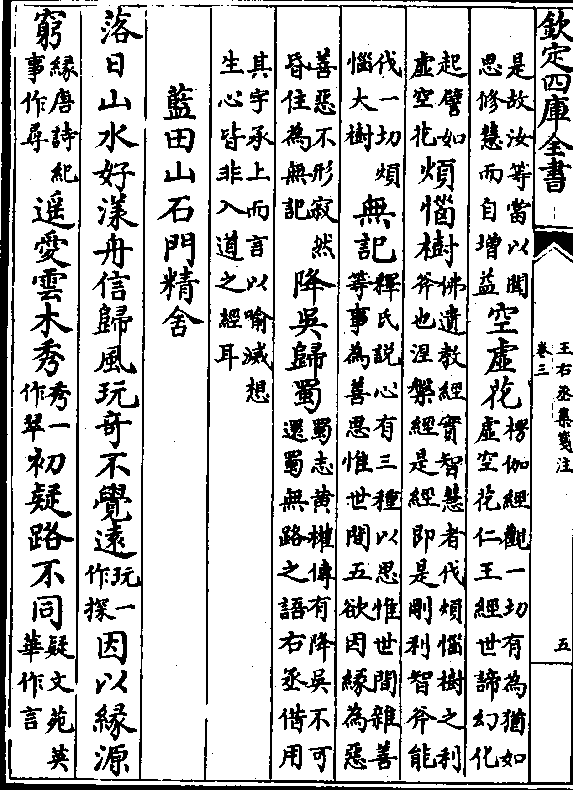 欽定四庫全書
王右丞集箋注
卷三
五
是故汝等當以聞
思修慧而自增益
空虛花
楞伽經觀一切有為猶如
虛空花仁王經世諦幻化
起譬如
虛空花
煩惱樹
佛遺教經實智慧者伐煩惱樹之利
斧也涅槃經是經即是剛利智斧能
伐一切煩
惱大樹
無記
釋氏説心有三種以思惟世間雜善
等事為善思惟世間五欲因緣為惡
善惡不形寂然
昏住為無記
降吳歸蜀
蜀志黃權傳有降吳不可
還蜀無路之語右丞借用
其字承上而言以喻滅想
生心皆非入道之經耳
藍田山石門精舍
落日山水好漾舟信歸風玩奇不覺遠
玩一
作探
因以緣源
窮
緣唐詩紀
事作尋
遥愛雲木秀
秀一
作翠
初疑路不同
疑文苑英
華作言